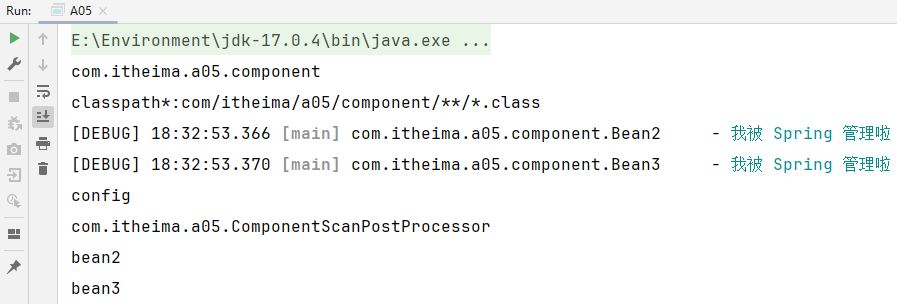 Run: A05
E:\Environment\jdk-17.0.4\bin\java.exe ...
com.itheima.a05.component
classpath*:com/itheima/a05/component/**/*.class
[DEBUG] 18:32:53.366 [main] com.itheima.a05.component.Bean2 - 我被 Spring 管理啦
[DEBUG] 18:32:53.370 [main] com.itheima.a05.component.Bean3 - 我被 Spring 管理啦
config
com.itheima.a05.ComponentScanPostProcessor
bean2
bean3